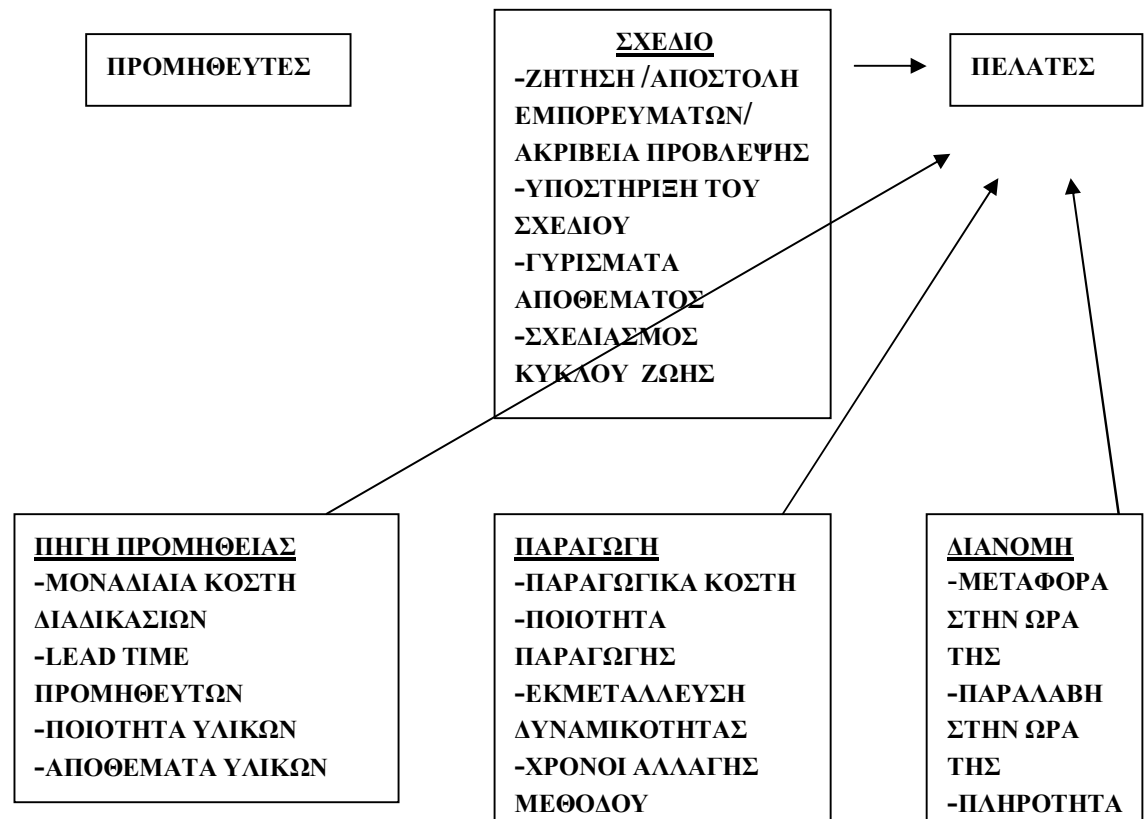 ΠΡΟΜΗΘΕΥΤΕΣ
ΣΧΕΔΙΟ
-ΖΗΤΗΣΗ /ΑΠΟΣΤΟΛΗ
ΕΜΠΟΡΕΥΜΑΤΩΝ/
ΑΚΡΙΒΕΙΑ ΠΡΟΒΛΕΨΗΣ
-ΥΠΟΣΤΗΡΙΞΗ ΤΟΥ
ΣΧΕΔΙΟΥ
-ΓΥΡΙΣΜΑΤΑ
ΑΠΟΘΕΜΑΤΟΣ
-ΣΧΕΔΙΑΣΜΟΣ
ΚΥΚΛΟΥ ΖΩΗΣ
ΠΕΛΑΤΕΣ
ΠΗΓΗ ΠΡΟΜΗΘΕΙΑΣ
-ΜΟΝΑΔΙΑΙΑ ΚΟΣΤΗ
ΔΙΑΔΙΚΑΣΙΩΝ
-LEAD TIME
ΠΡΟΜΗΘΕΥΤΩΝ
-ΠΟΙΟΤΗΤΑ ΥΛΙΚΩΝ
-ΑΠΟΘΕΜΑΤΑ ΥΛΙΚΩΝ
ΠΑΡΑΓΩΓΗ
-ΠΑΡΑΓΩΓΙΚΑ ΚΟΣΤΗ
-ΠΟΙΟΤΗΤΑ
ΠΑΡΑΓΩΓΗΣ
-ΕΚΜΕΤΑΛΛΕΥΣΗ
ΔΥΝΑΜΙΚΟΤΗΤΑΣ
-ΧΡΟΝΟΙ ΑΛΛΑΓΗΣ
ΜΕΘΟΔΟΥ
ΔΙΑΝΟΜΗ
-ΜΕΤΑΦΟΡΑ
ΣΤΗΝ ΩΡΑ
ΤΗΣ
-ΠΑΡΑΛΑΒΗ
ΣΤΗΝ ΩΡΑ
ΤΗΣ
-ΠΛΗΡΟΤΗΤΑ